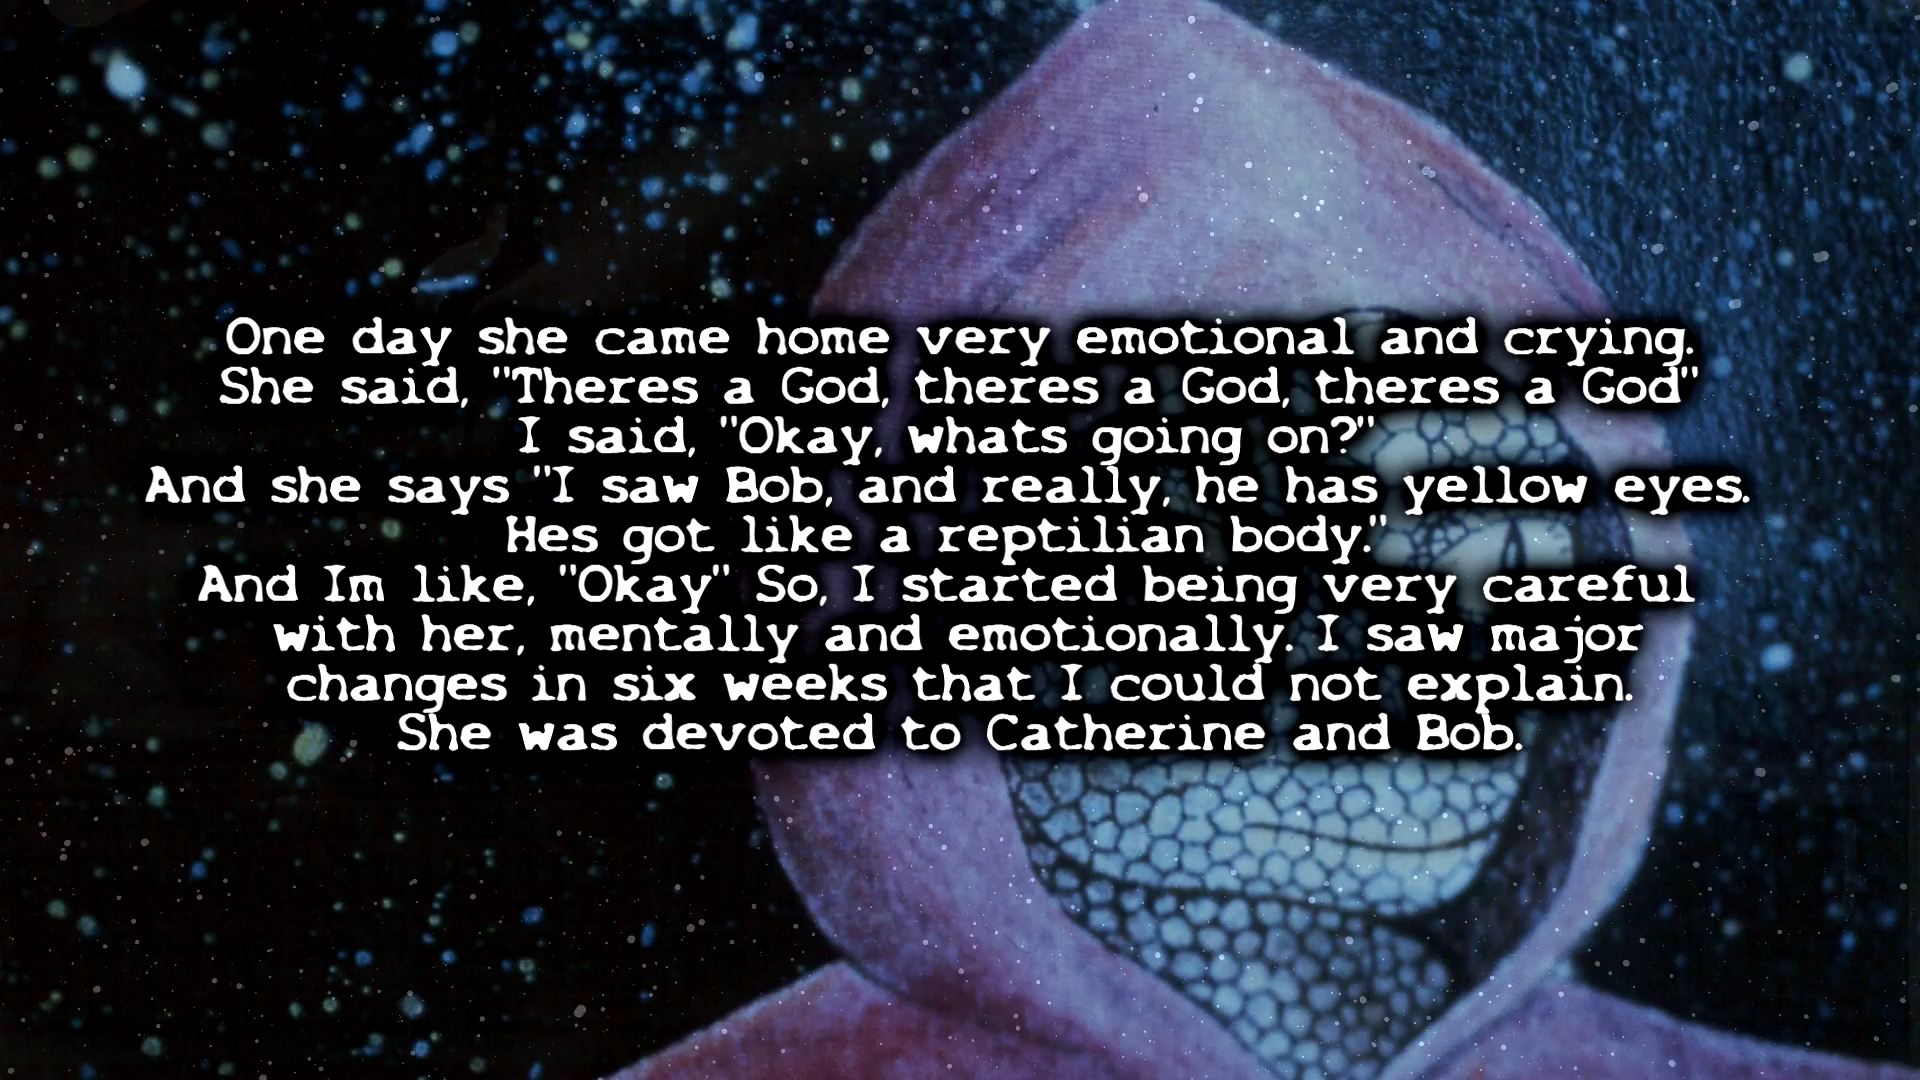 One day she came home very emotional and crying.
She said, "Theres a God, theres a God, theres a God"
I said, "Okay, whats going on?"
And she says "I saw Bob, and really, he has yellow eyes.
Hes got like a reptilian body."
And Im like, "Okay" So, I started being very careful
with her, mentally and emotionally. I saw major
changes in six weeks that I could not explain.
She was devoted to Catherine and Bob.